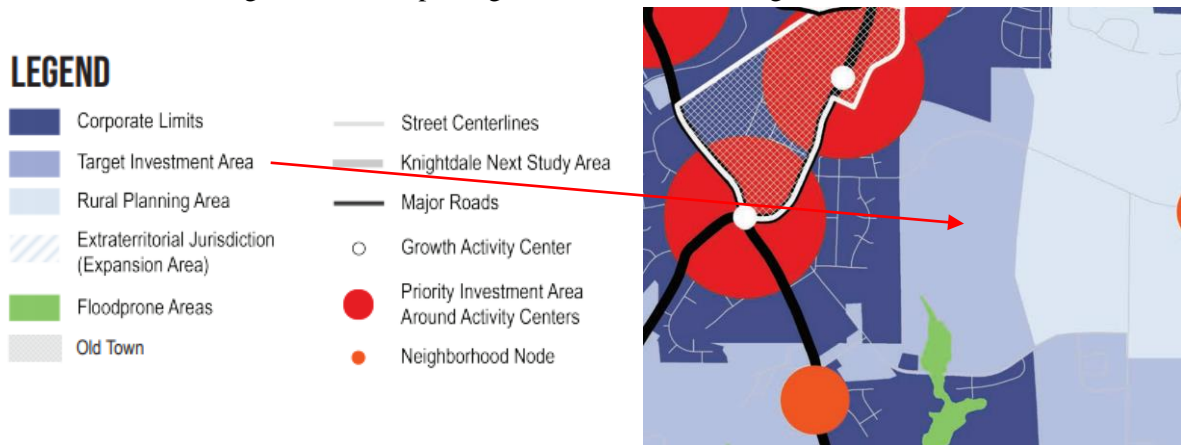 LEGEND
Corporate Limits
Target Investment Area
Rural Planning Area
Extraterritorial Jurisdiction
(Expansion Area)
Floodprone Areas
Old Town
Street Centerlines
Knightdale Next Study Area
Major Roads
Growth Activity Center
Priority Investment Area
Around Activity Centers
Neighborhood Node